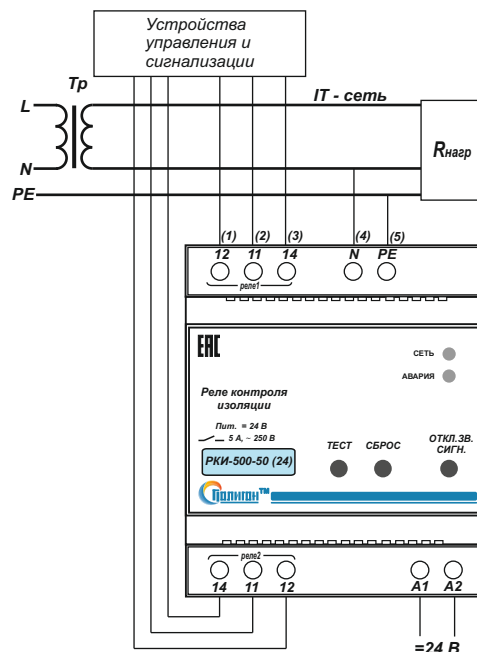 Устройства
управления и
сигнализации
Тр
L
IT - сеть
N
Rнагр
PE
(1) (2) (3) (4) (5)
12 11 14 N PE
реле1
ЕАС
СЕТЬ
АВАРИЯ
Реле контроля
изоляции
Пит. = 24 В
5 А, ~ 250 В
РКИ-500-50 (24)
ТЕСТ СБРОС ОТКЛ.ЗВ.
СИГН.
Полигон™
реле2
14 11 12 A1 A2
=24 В